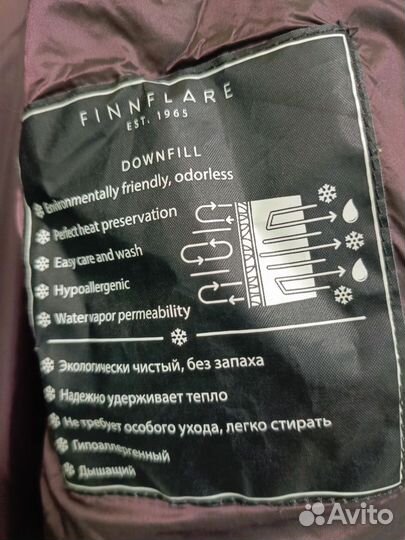 FINNFLARE
EST. 1965
DOWNFILL
Environmentally friendly, odorless
Perfect heat preservation
Easy care and wash
Hypoallergenic
Watervapor permeability
Экологически чистый, без запаха
Надежно удерживает тепло
Не требует особого ухода, легко стирать
Гипоаллергенный
Дышащий
Avito